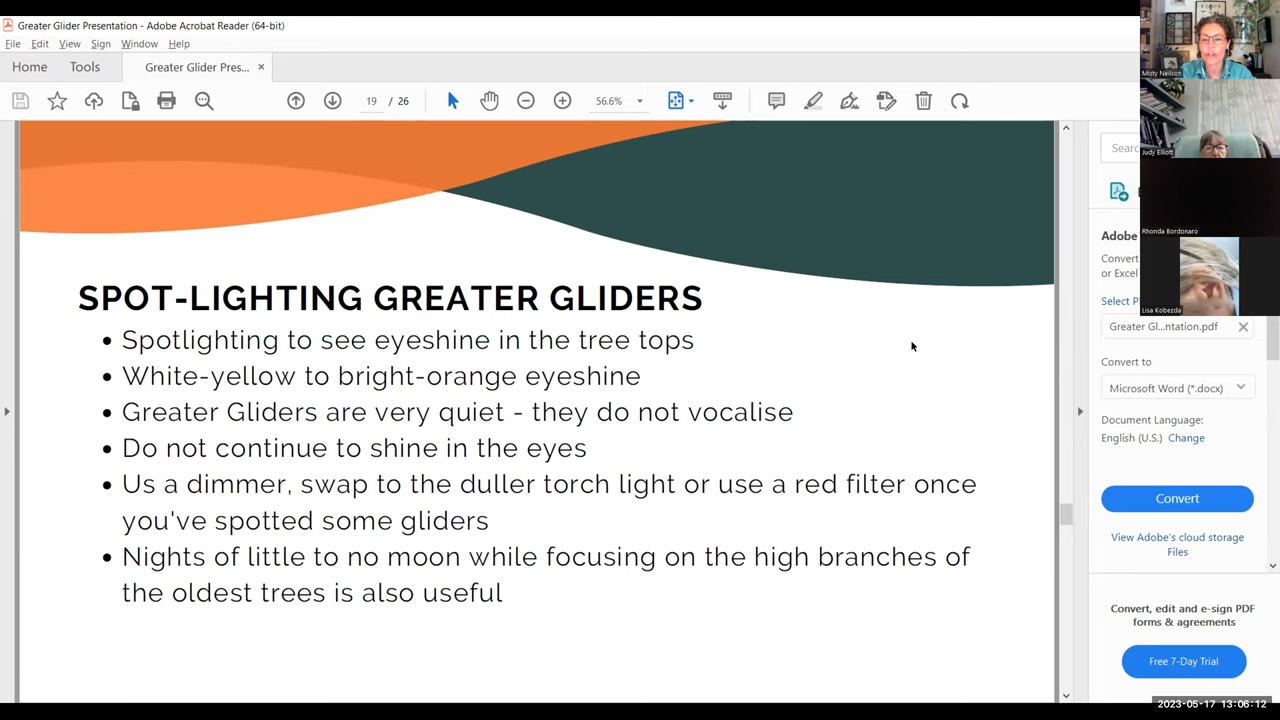 Greater Glider Presentation - Adobe Acrobat Reader (64-bit)
File Edit View Sign Window Help
Home Tools Greater Glider Pres... ×
19 / 26 56.6%
SPOT-LIGHTING GREATER GLIDERS
• Spotlighting to see eyeshine in the tree tops
• White-yellow to bright-orange eyeshine
• Greater Gliders are very quiet - they do not vocalise
• Do not continue to shine in the eyes
• Us a dimmer, swap to the duller torch light or use a red filter once
you've spotted some gliders
• Nights of little to no moon while focusing on the high branches of
the oldest trees is also useful
Misty Neilson
Judy Elliott
Rhonda Bordonaro
Lisa Kobezda
Sear
Adobe
Convert
or Excel
Select P
Greater Gl...ntation.pdf
Convert to
Microsoft Word (*.docx)
Document Language:
English (U.S.) Change
Convert
View Adobe's cloud storage
Files
Convert, edit and e-sign PDF
forms & agreements
Free 7-Day Trial
2023-05-17 13:06:12